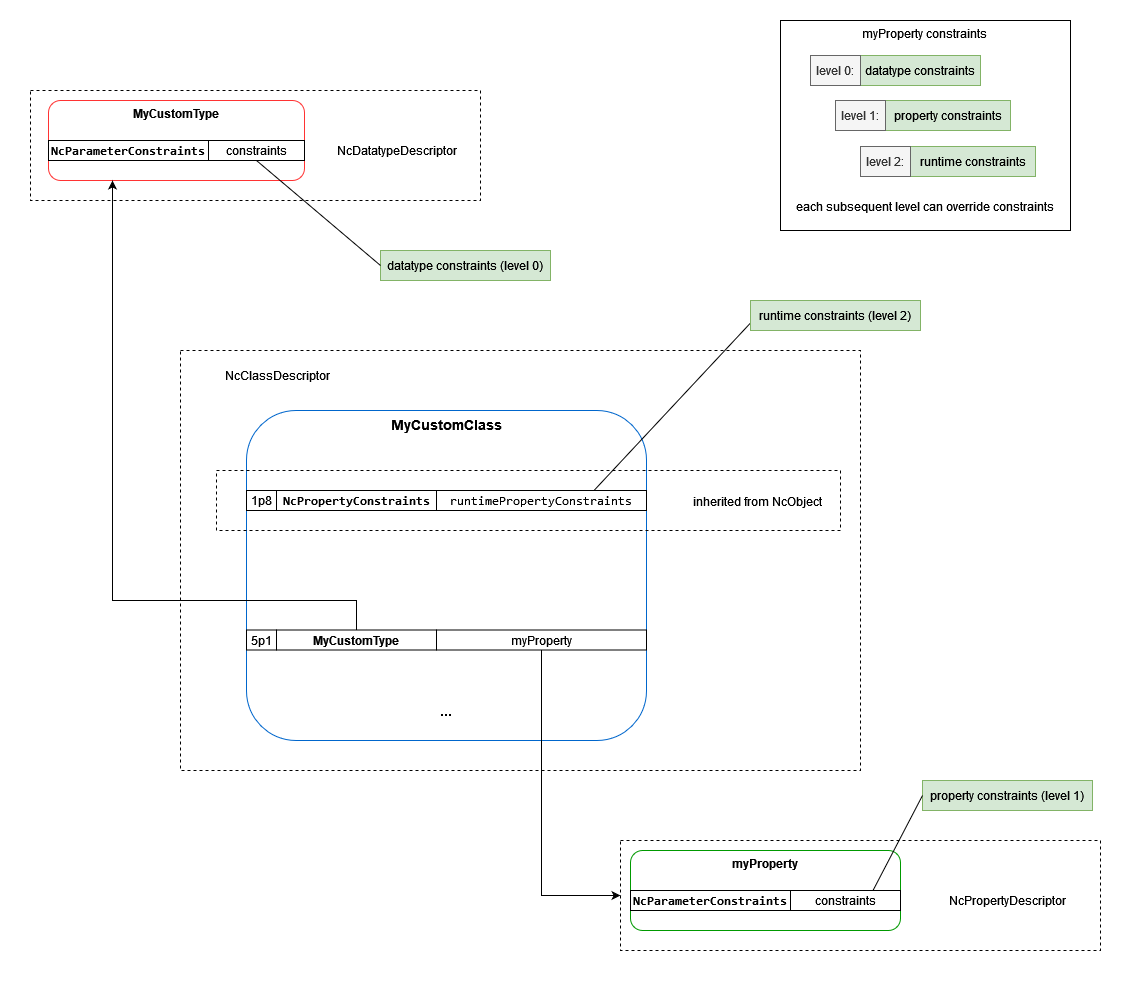 myProperty constraints
level 0: datatype constraints
level 1: property constraints
level 2: runtime constraints
each subsequent level can override constraints
MyCustomType
NcParameterConstraints constraints
NcDatatypeDescriptor
datatype constraints (level 0)
runtime constraints (level 2)
NcClassDescriptor
MyCustomClass
1p8 NcPropertyConstraints runtimePropertyConstraints
inherited from NcObject
5p1 MyCustomType myProperty
...
property constraints (level 1)
myProperty
NcParameterConstraints constraints
NcPropertyDescriptor